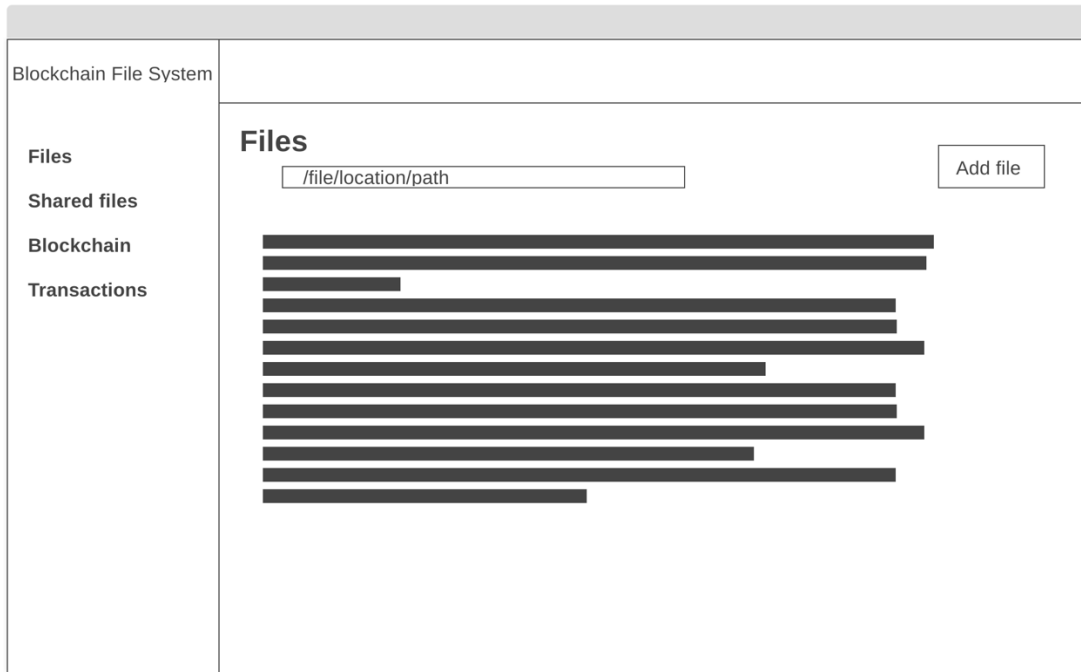 Blockchain File System
Files
Shared files
Blockchain
Transactions
Files
/file/location/path
Add file